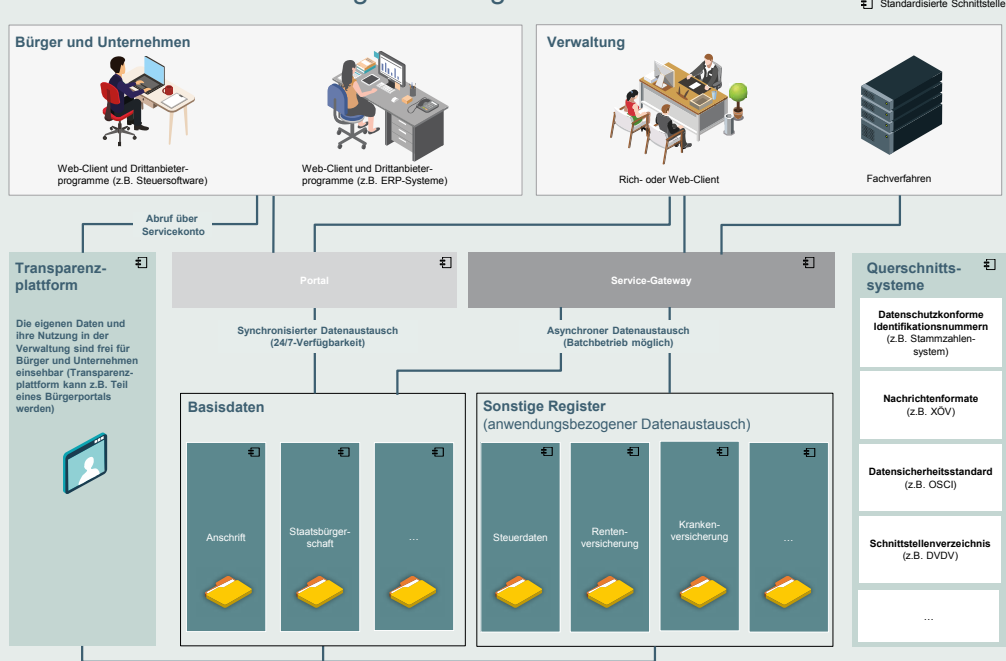 Standardisierte Schnittstelle
Bürger und Unternehmen
Web-Client und Drittanbieter-
programme (z.B. Steuersoftware)
Web-Client und Drittanbieter-
programme (z.B. ERP-Systeme)
Verwaltung
Rich- oder Web-Client
Fachverfahren
Abruf über
Servicekonto
Transparenz-
plattform
Die eigenen Daten und
ihre Nutzung in der
Verwaltung sind frei für
Bürger und Unternehmen
einsehbar (Transparenz-
plattform kann z.B. Teil
eines Bürgerportals
werden)
Portal
Service-Gateway
Synchronisierter Datenaustausch
(24/7-Verfügbarkeit)
Asynchroner Datenaustausch
(Batchbetrieb möglich)
Basisdaten
Anschrift
Staatsbürger-
schaft
...
Sonstige Register
(anwendungsbezogener Datenaustausch)
Steuerdaten
Renten-
versicherung
Kranken-
versicherung
...
Querschnitts-
systeme
Datenschutzkonforme
Identifikationsnummern
(z.B. Stammzahlen-
system)
Nachrichtenformate
(z.B. XÖV)
Datensicherheitsstandard
(z.B. OSCI)
Schnittstellenverzeichnis
(z.B. DVDV)
...